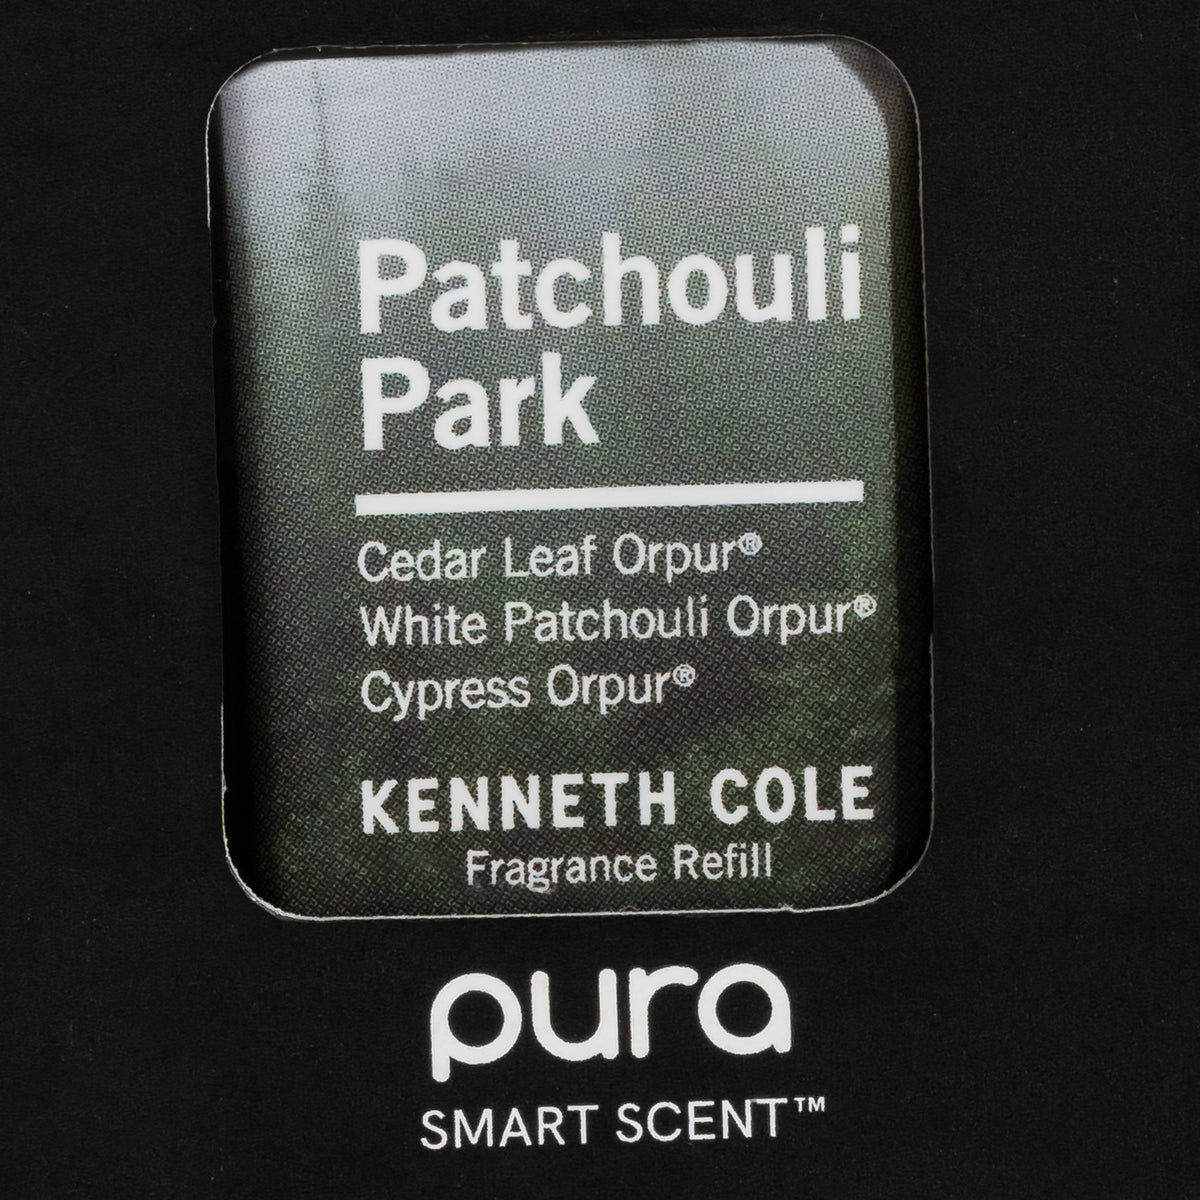 Patchouli
Park
Cedar Leaf Orpur®
White Patchouli Orpur®
Cypress Orpur®
KENNETH COLE
Fragrance Refill
pura
SMART SCENT™